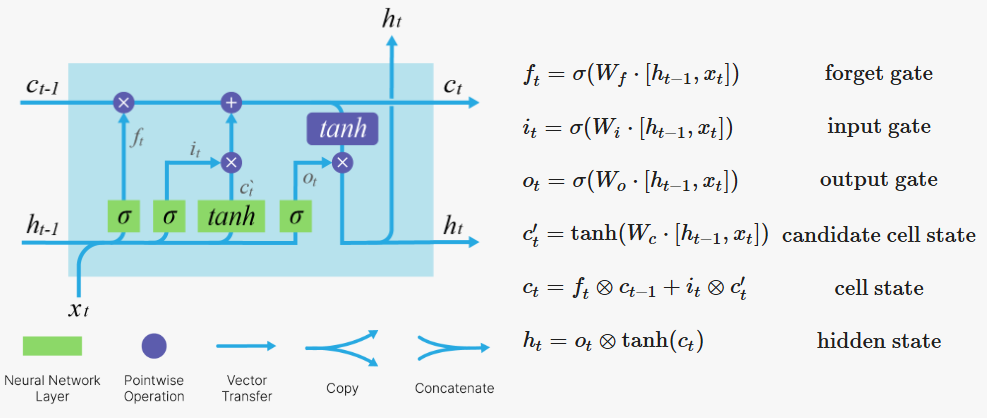 h_t
c_{t-1}
c_t
tanh
f_t
i_t
o_t
c`_t
σ σ tanh σ
h_{t-1}
h_t
x_t
Neural Network
Layer
Pointwise
Operation
Vector
Transfer
Copy
Concatenate
f_t = σ(W_f · [h_{t−1}, x_t]) forget gate
i_t = σ(W_i · [h_{t−1}, x_t]) input gate
o_t = σ(W_o · [h_{t−1}, x_t]) output gate
c′_t = tanh(W_c · [h_{t−1}, x_t]) candidate cell state
c_t = f_t ⊗ c_{t−1} + i_t ⊗ c′_t cell state
h_t = o_t ⊗ tanh(c_t) hidden state